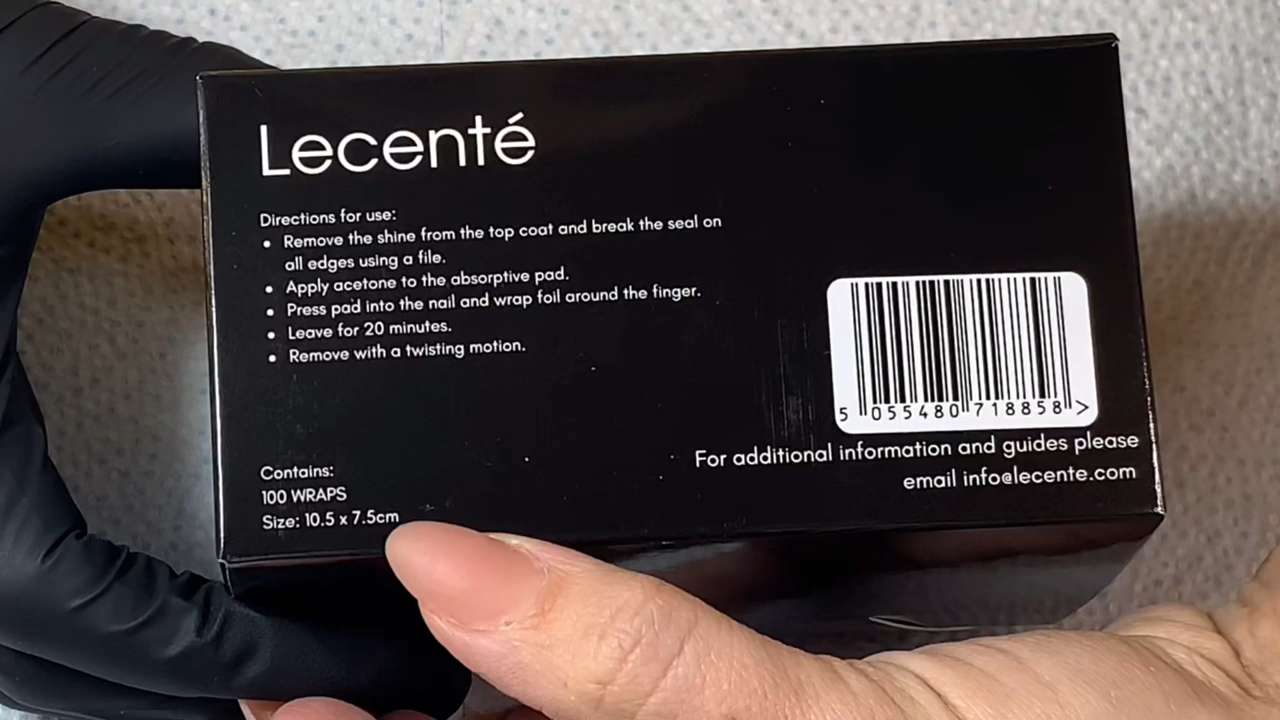 Lecenté
Directions for use:
• Remove the shine from the top coat and break the seal on
all edges using a file.
• Apply acetone to the absorptive pad.
• Press pad into the nail and wrap foil around the finger.
• Leave for 20 minutes.
• Remove with a twisting motion.
Contains:
100 WRAPS
Size: 10.5 x 7.5cm
5 055480 718858 >
For additional information and guides please
email info@lecente.com